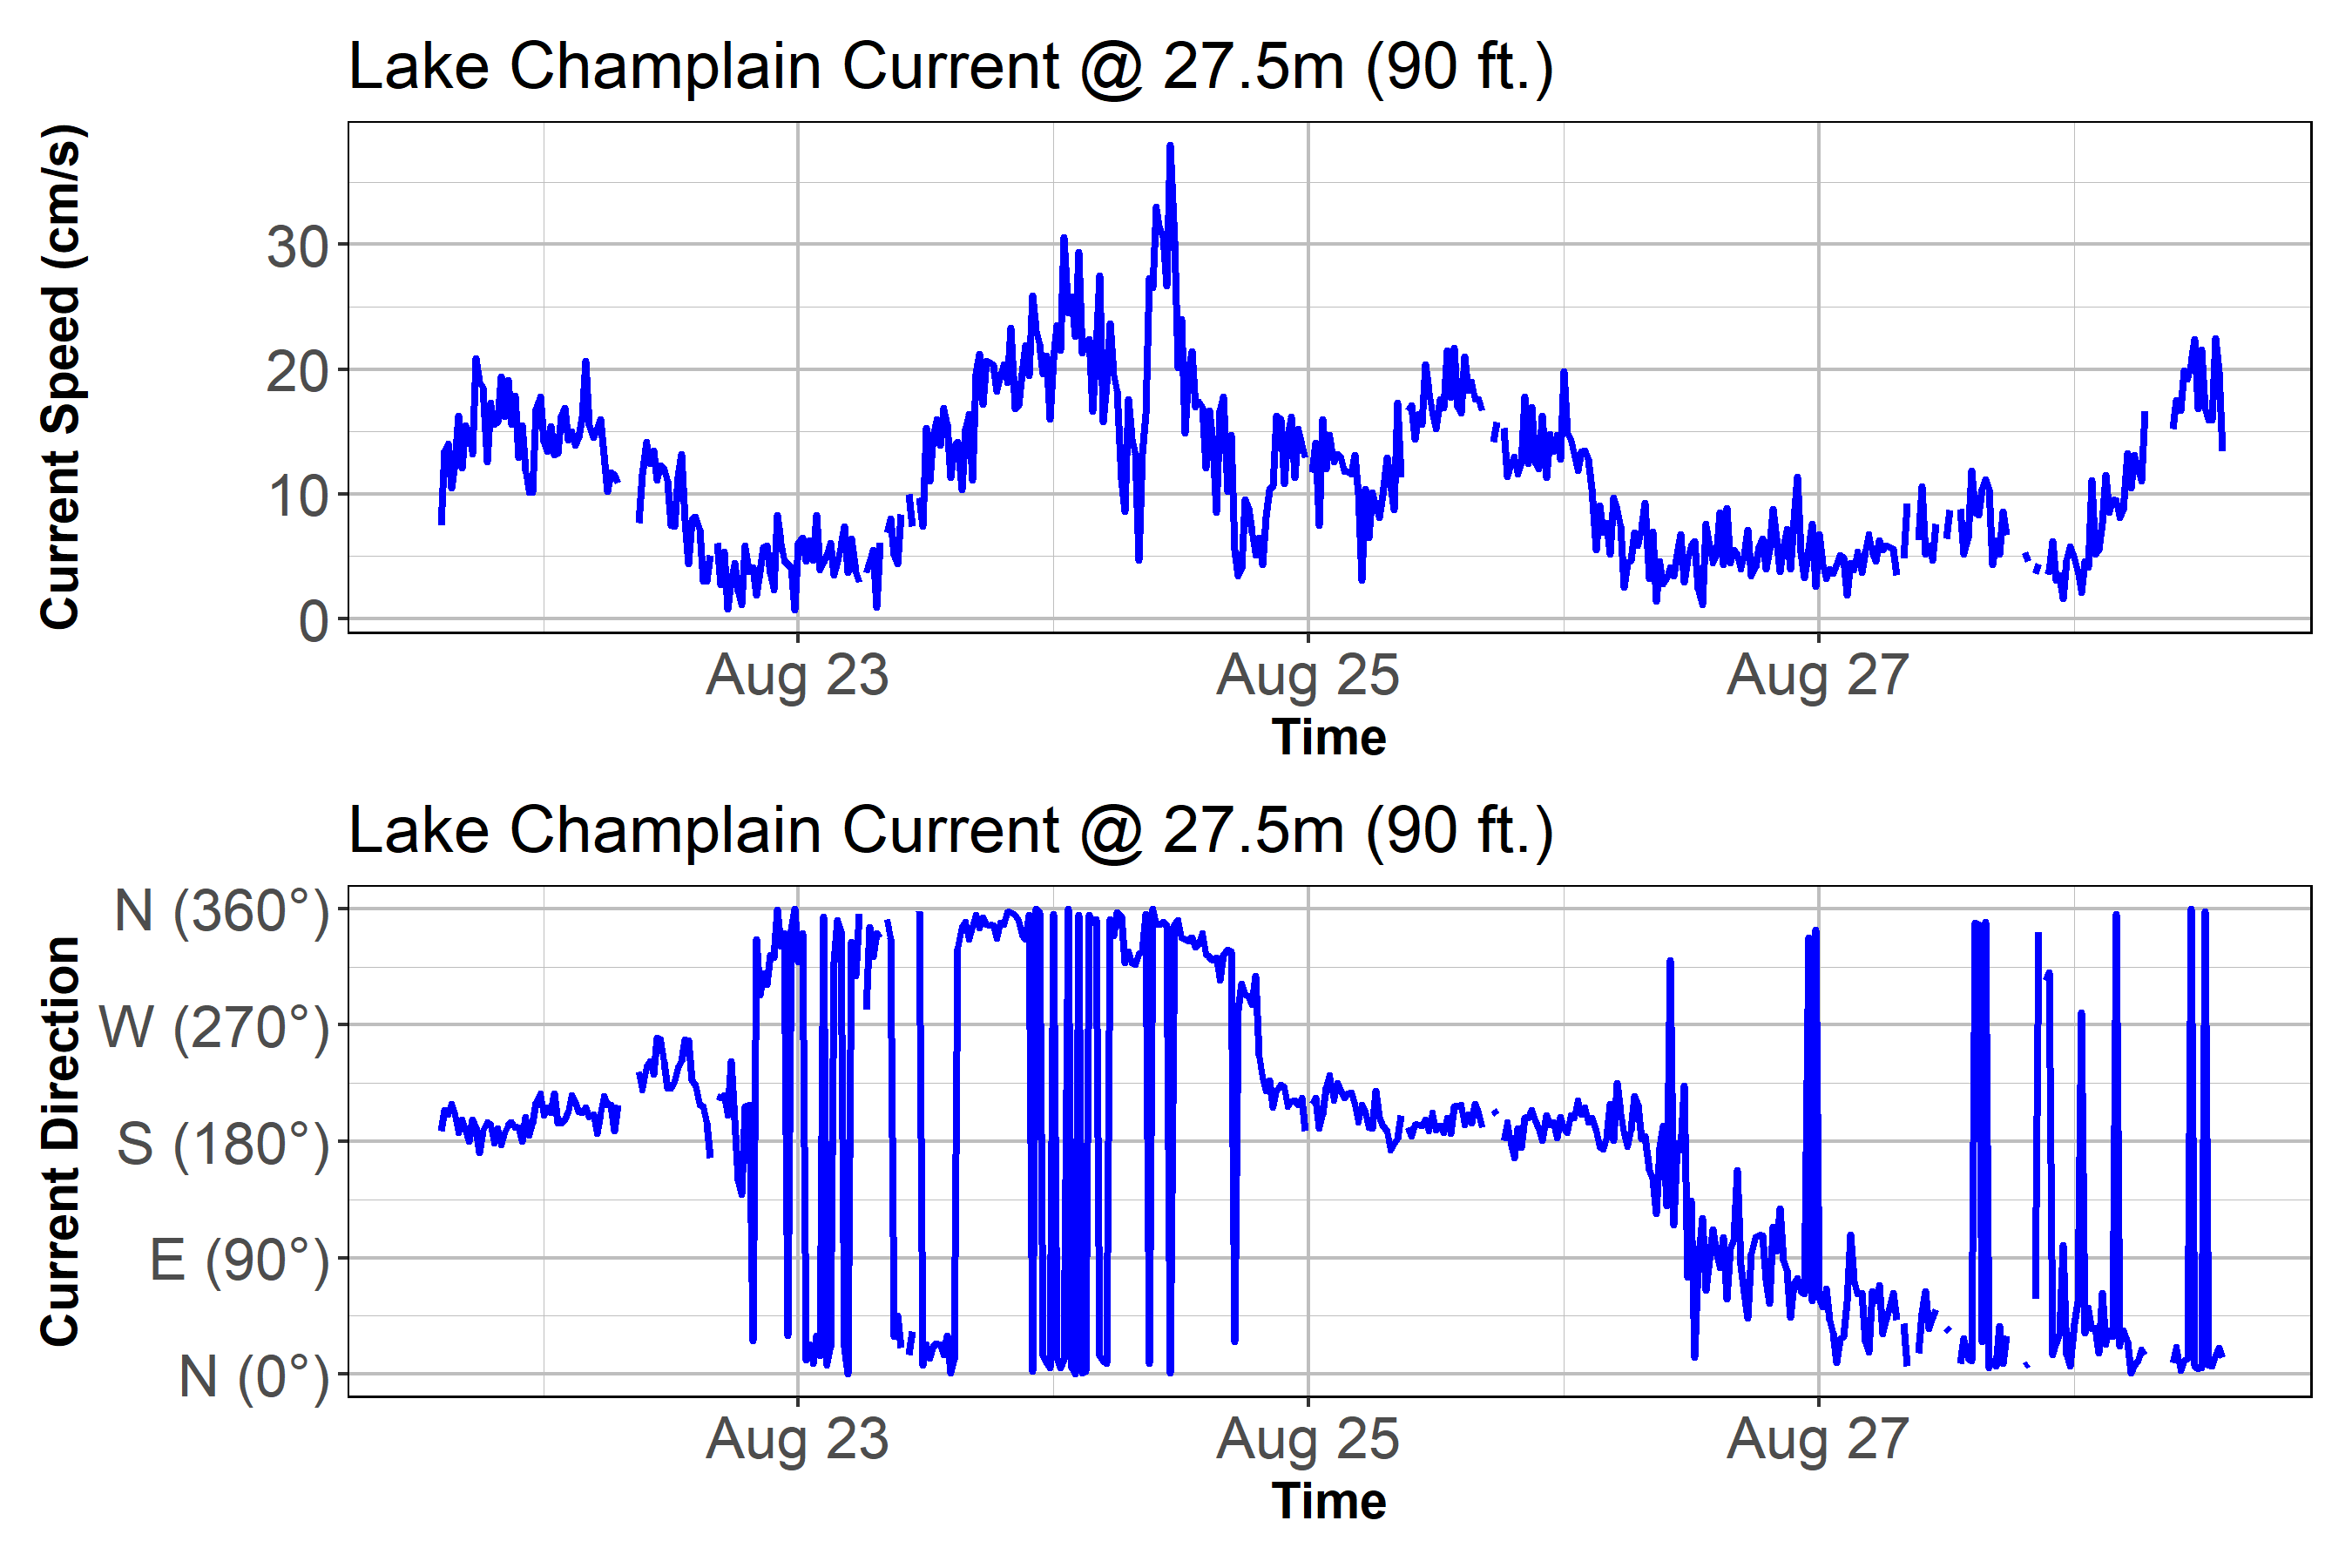 Lake Champlain Current @ 27.5m (90 ft.)
Current Speed (cm/s)
30
20
10
0
Aug 23 Aug 25 Aug 27
Time
Lake Champlain Current @ 27.5m (90 ft.)
Current Direction
N (360°)
W (270°)
S (180°)
E (90°)
N (0°)
Aug 23 Aug 25 Aug 27
Time